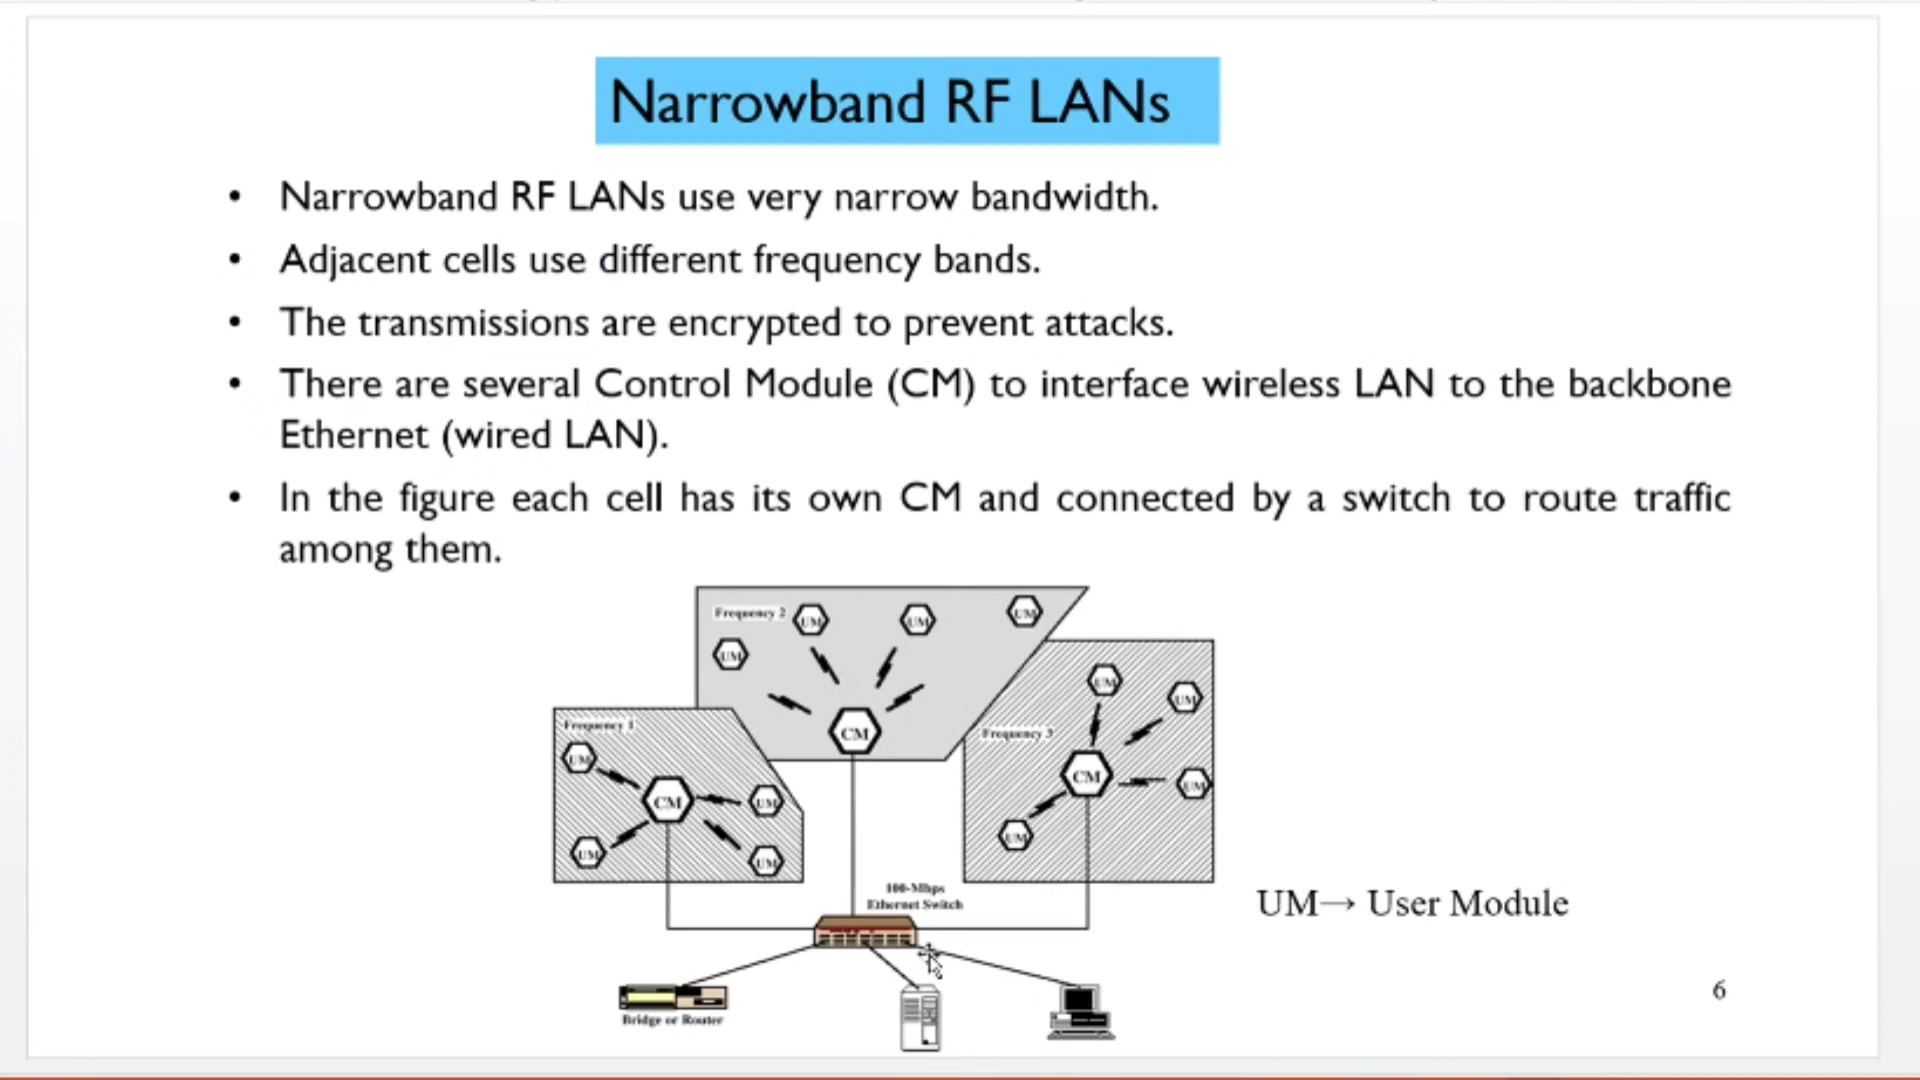 Narrowband RF LANs
• Narrowband RF LANs use very narrow bandwidth.
• Adjacent cells use different frequency bands.
• The transmissions are encrypted to prevent attacks.
• There are several Control Module (CM) to interface wireless LAN to the backbone
Ethernet (wired LAN).
• In the figure each cell has its own CM and connected by a switch to route traffic
among them.
Frequency 2
UM
UM
UM
UM
CM
Frequency 1
UM
CM
UM
UM
UM
Frequency 3
UM
UM
CM
UM
UM
100-Mbps
Ethernet Switch
UM→ User Module
Bridge or Router
6